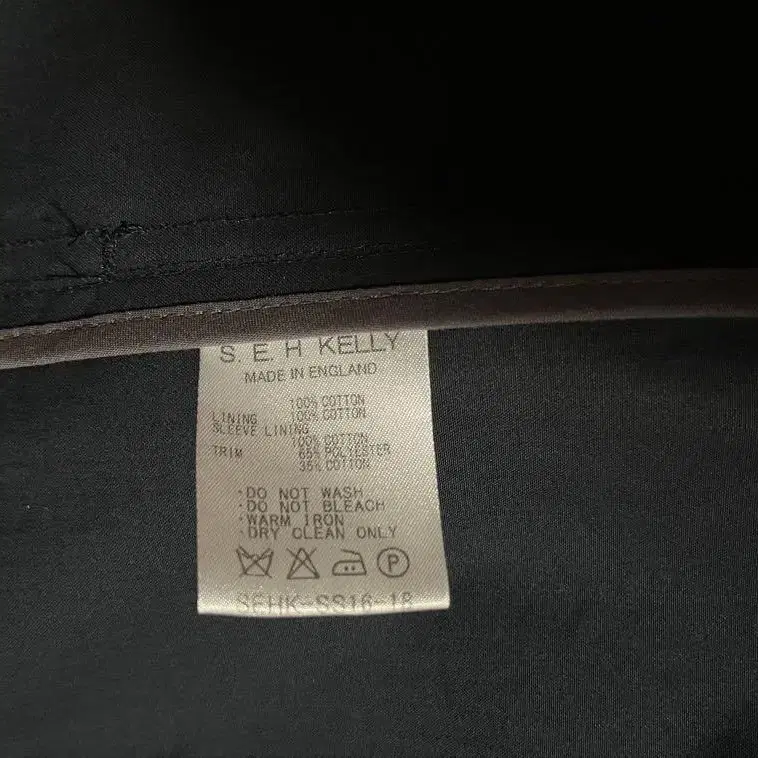 S. E. H KELLY
MADE IN ENGLAND
100% COTTON
LINING 100% COTTON
SLEEVE LINING
100% COTTON
TRIM 65% POLYESTER
35% COTTON
·DO NOT WASH
·DO NOT BLEACH
·WARM IRON
·DRY CLEAN ONLY
P
SEHK-SS16-18